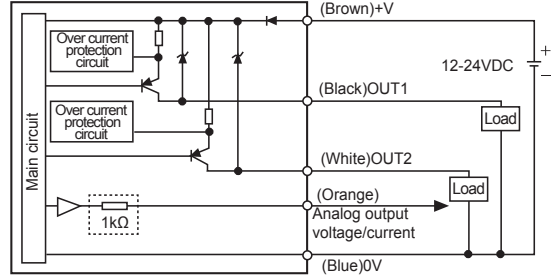 (Brown)+V
Over current
protection
circuit
12-24VDC
+
−
(Black)OUT1
Load
Over current
protection
circuit
Main circuit
(White)OUT2
Load
(Orange)
Analog output
voltage/current
1kΩ
(Blue)0V